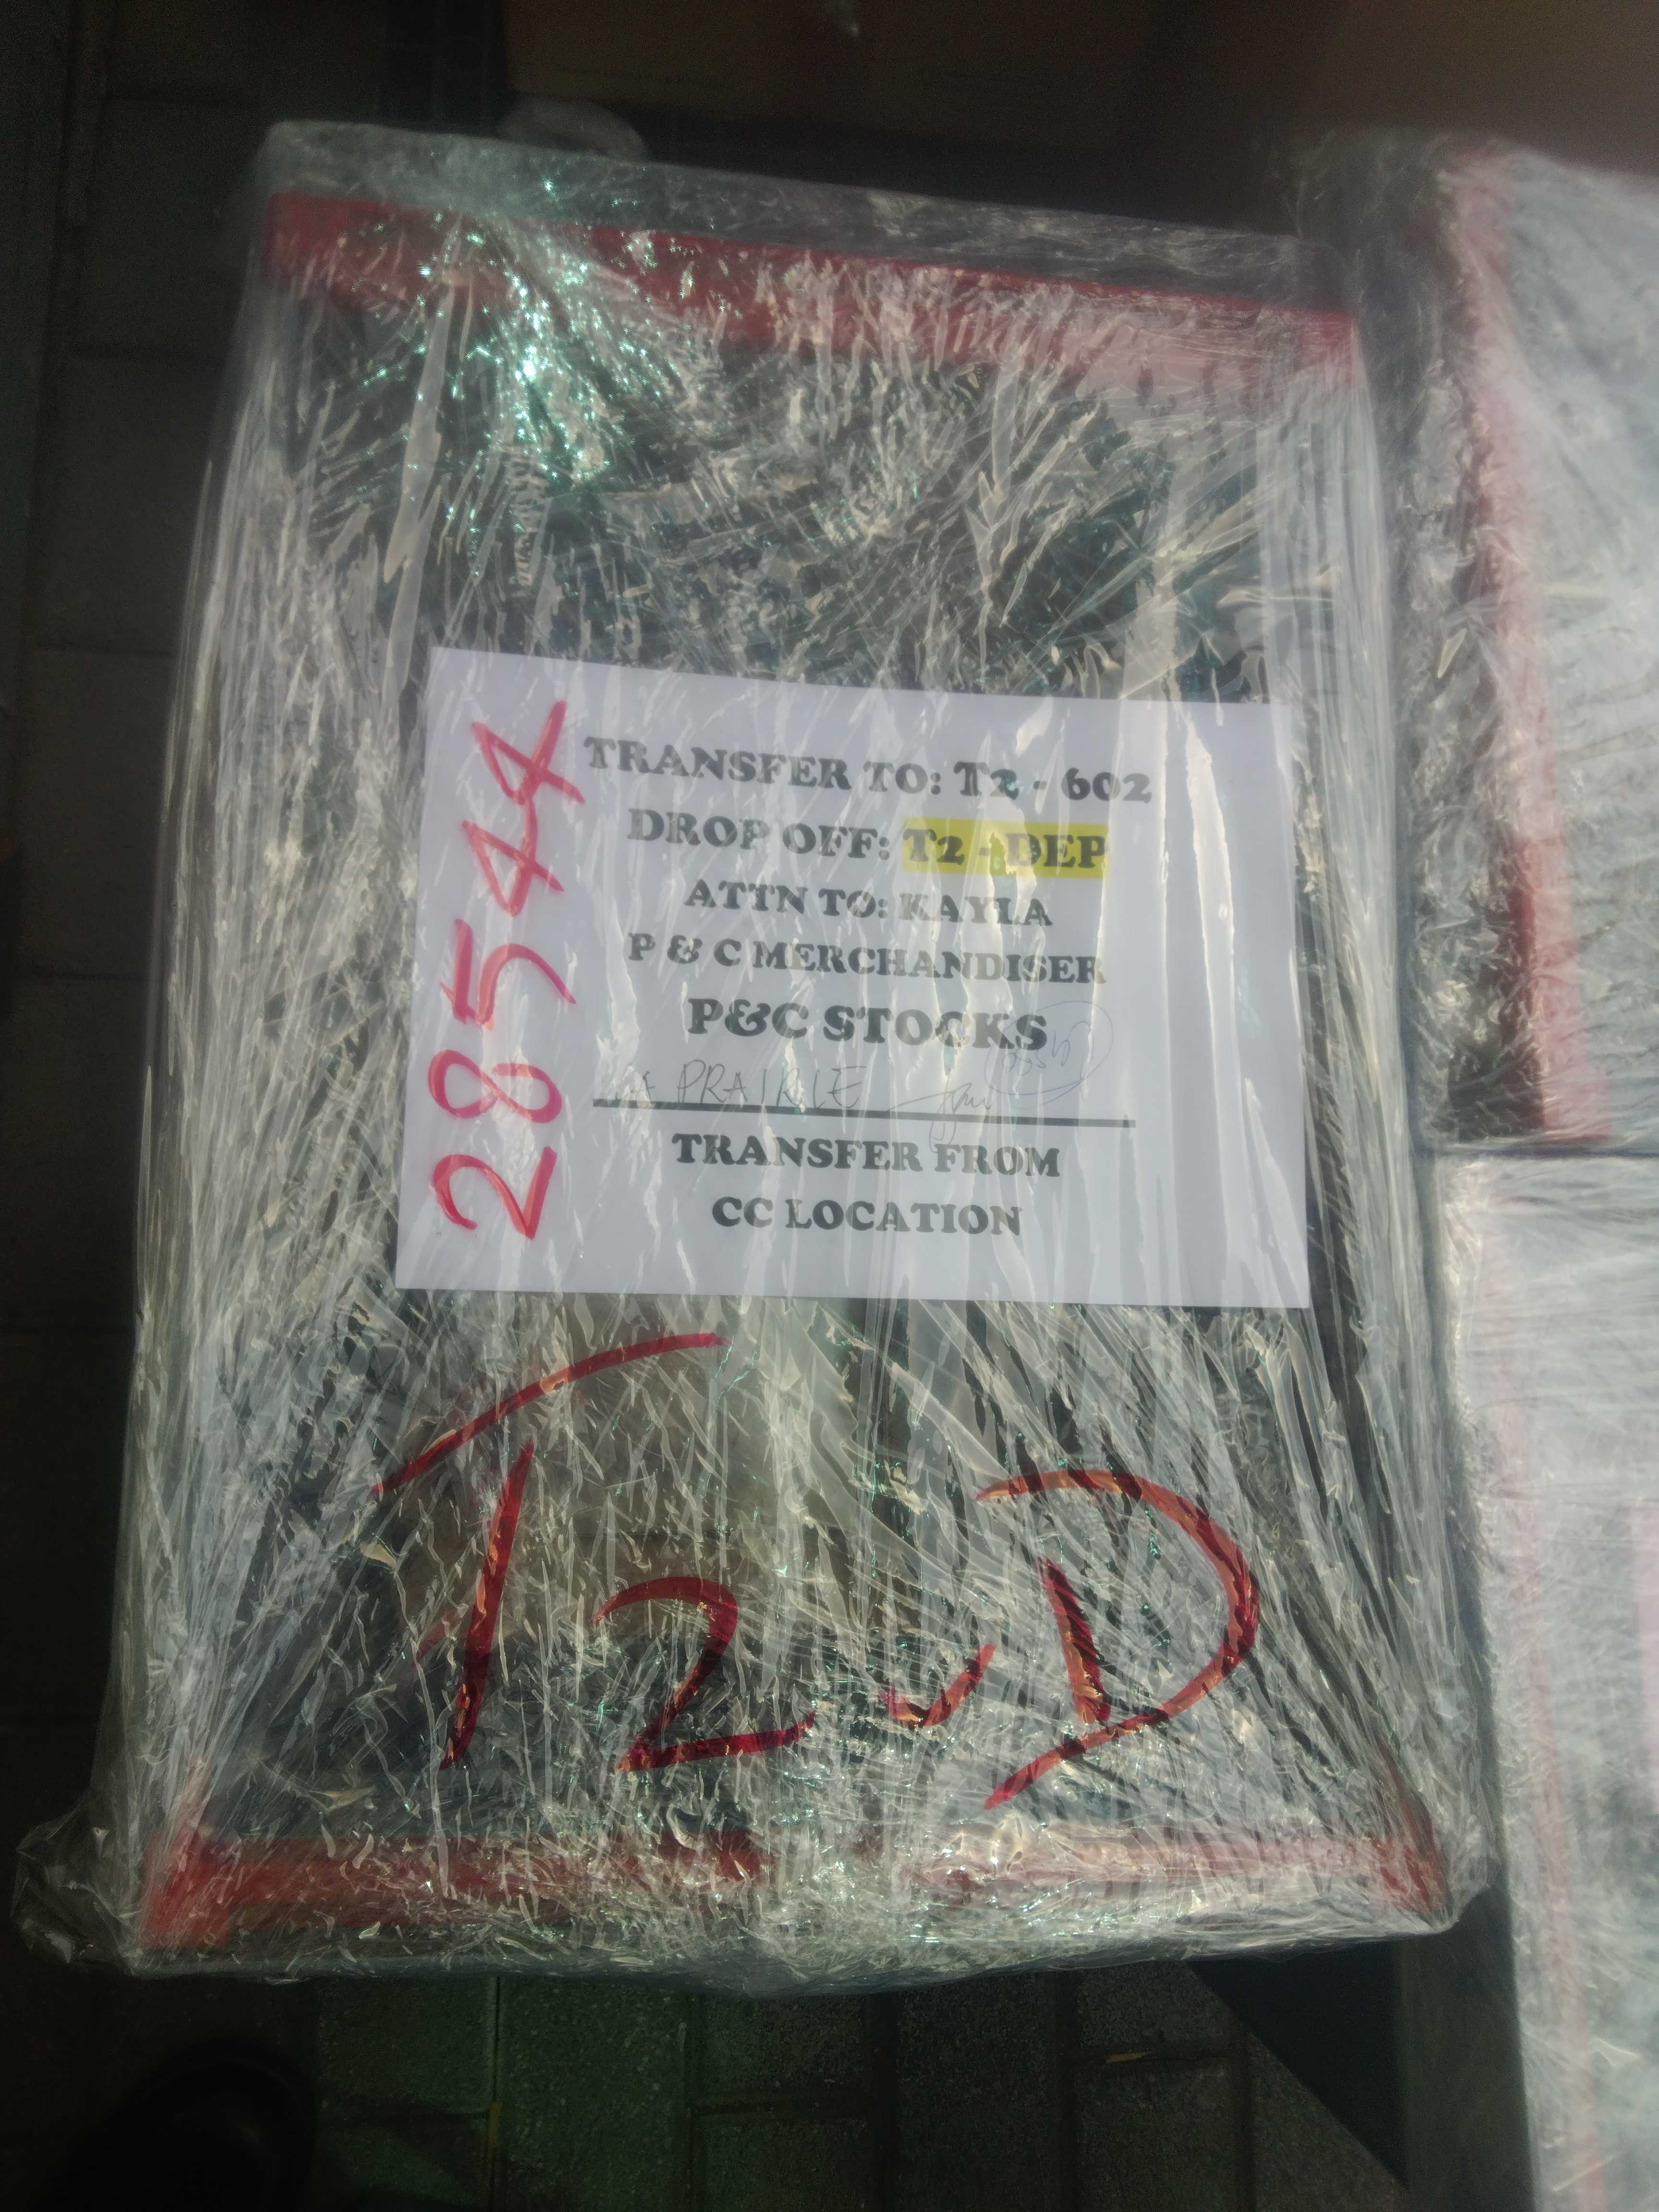 28544
TRANSFER TO: T2 - 602
DROP OFF: T2 - DEP
ATTN TO: KAYLA
P & C MERCHANDISER
P&C STOCKS
LA PRAIRIE
TRANSFER FROM
CC LOCATION
T2 - D